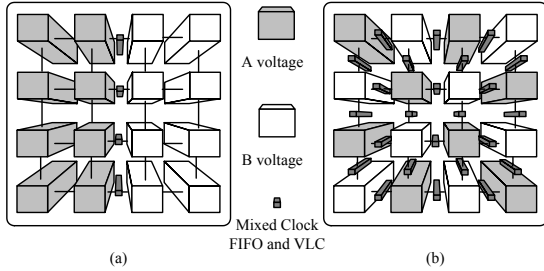 A voltage
B voltage
Mixed Clock
FIFO and VLC
(a)
(b)